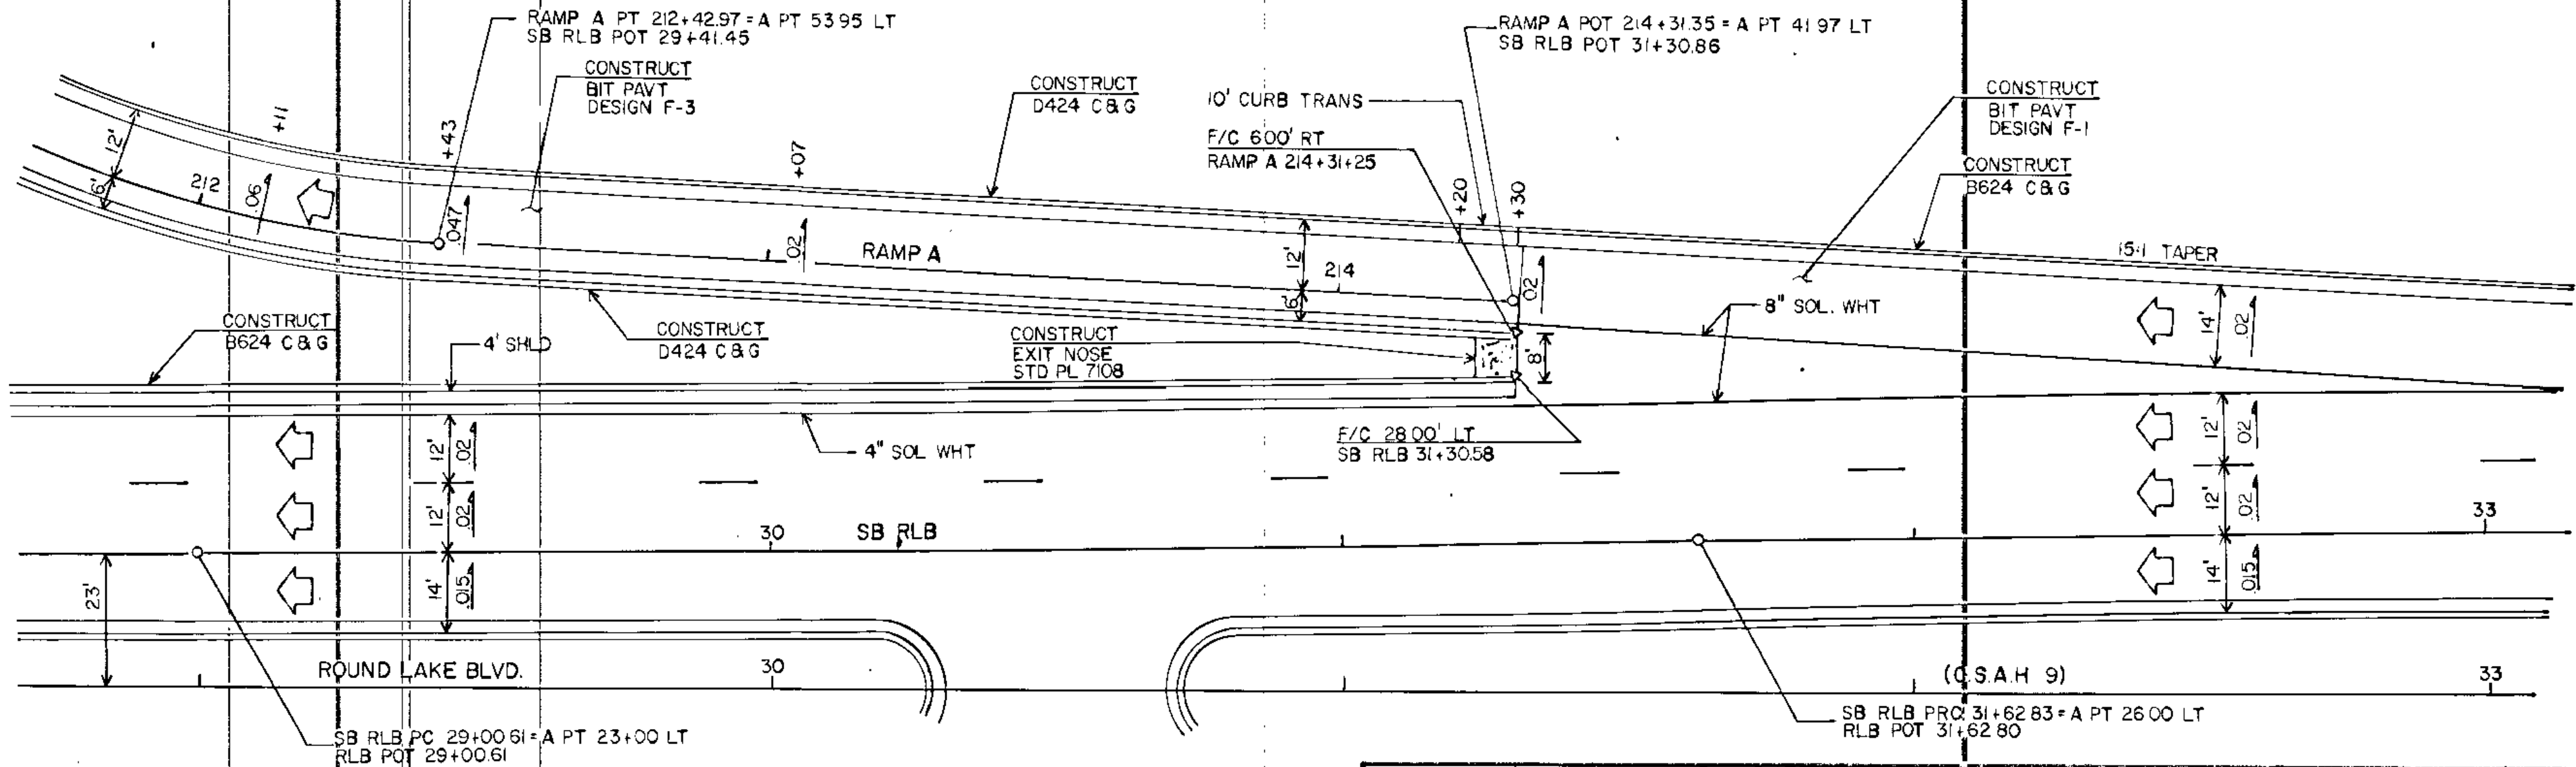 RAMP A PT 212+42.97 = A PT 53.95 LT
SB RLB POT 29+41.45
CONSTRUCT
BIT PAVT
DESIGN F-3
CONSTRUCT
D424 C&G
RAMP A POT 214+31.35 = A PT 41.97 LT
SB RLB POT 31+30.86
10' CURB TRANS
F/C 6.00' RT
RAMP A 214+31+25
CONSTRUCT
BIT PAVT
DESIGN F-1
CONSTRUCT
B624 C&G
+11
+43
+07
+20
+30
12'
6'
212
.06
.047
.02
RAMP A
12'
6'
214
.02
15:1 TAPER
8" SOL. WHT
14'
.02
CONSTRUCT
B624 C&G
4' SHLD
CONSTRUCT
D424 C&G
CONSTRUCT
EXIT NOSE
STD PL 7108
8'
4" SOL WHT
F/C 28.00' LT
SB RLB 31+30.58
12'
.02
12'
.02
14'
.015
12'
.02
12'
.02
14'
.015
30
SB RLB
33
23'
ROUND LAKE BLVD.
30
(C.S.A.H 9)
33
SB RLB PC 29+00.61 = A PT 23+00 LT
RLB POT 29+00.61
SB RLB PRC 31+62.83 = A PT 26.00 LT
RLB POT 31+62.80